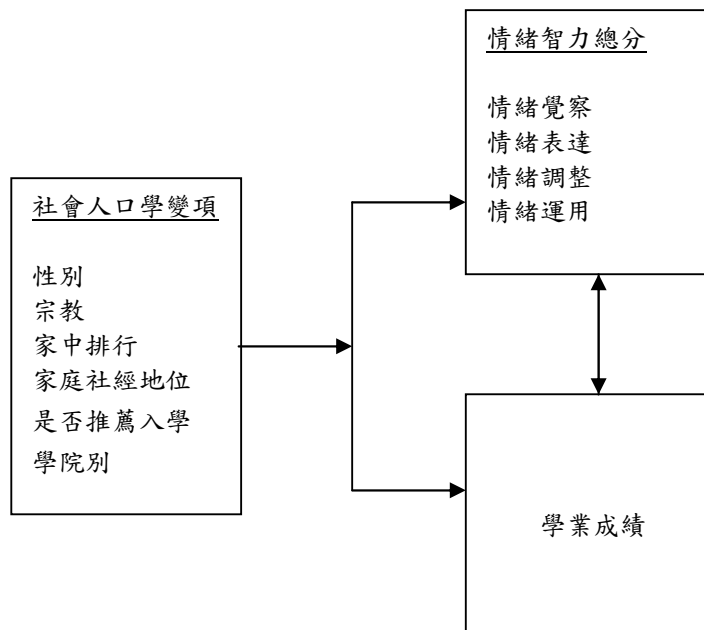 社會人口學變項
性別
宗教
家中排行
家庭社經地位
是否推薦入學
學院別
情緒智力總分
情緒覺察
情緒表達
情緒調整
情緒運用
學業成績